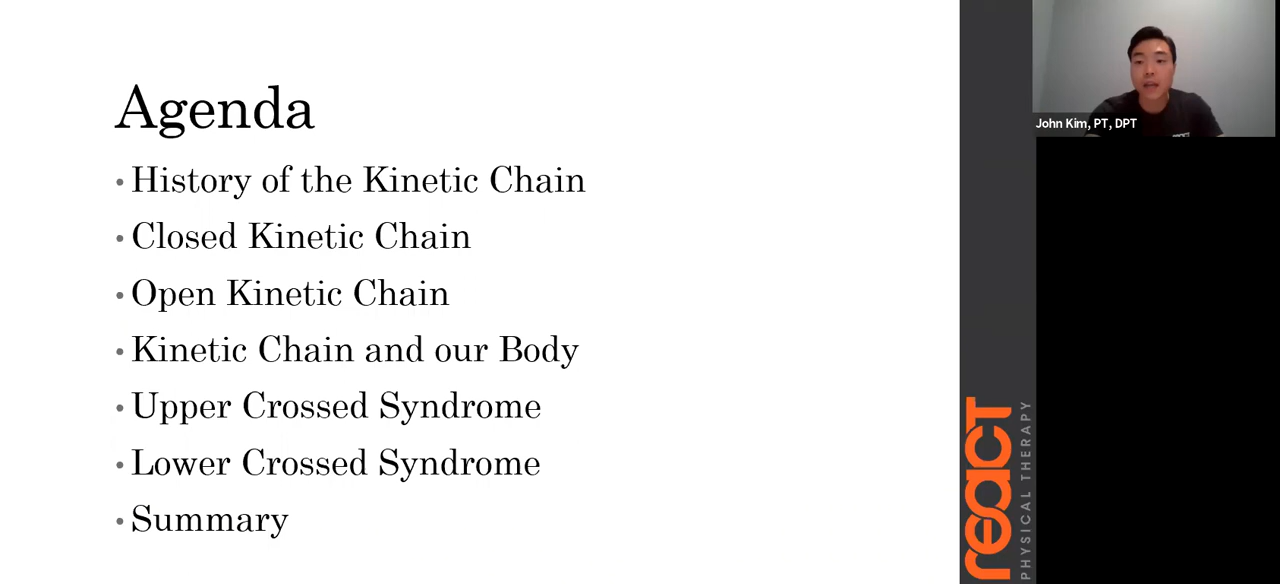 Agenda
• History of the Kinetic Chain
• Closed Kinetic Chain
• Open Kinetic Chain
• Kinetic Chain and our Body
• Upper Crossed Syndrome
• Lower Crossed Syndrome
• Summary
John Kim, PT, DPT
react
PHYSICAL THERAPY